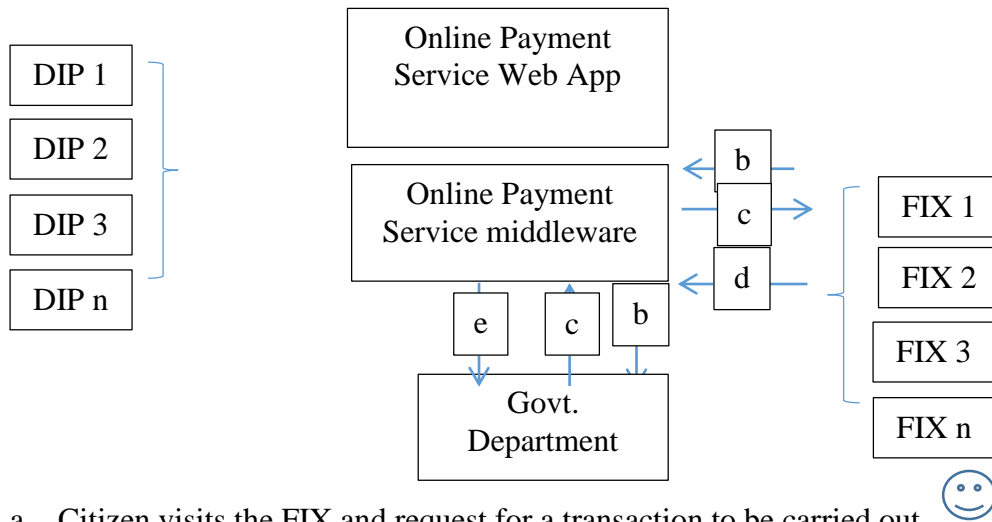 Online Payment
Service Web App
DIP 1
DIP 2
DIP 3
DIP n
Online Payment
Service middleware
b
c
d
FIX 1
FIX 2
FIX 3
FIX n
e
c
b
Govt.
Department
a. Citizen visits the FIX and request for a transaction to be carried out